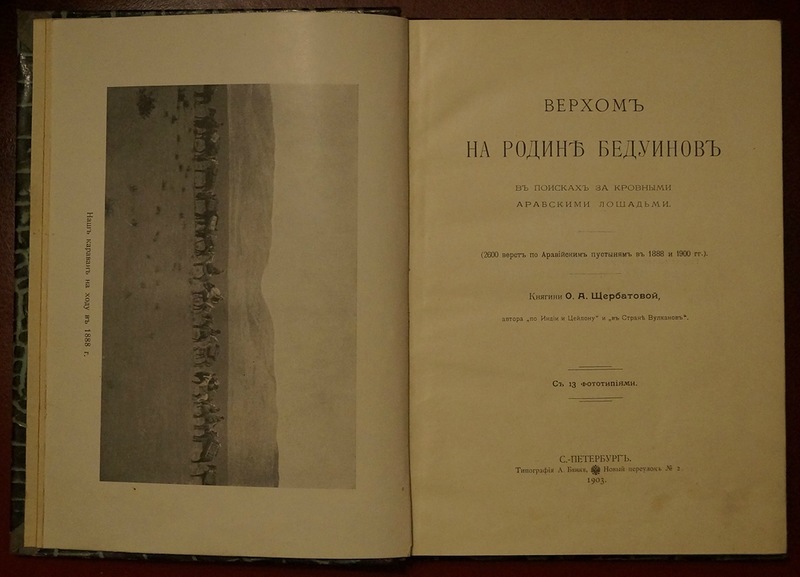 Нашъ караванъ на ходу въ 1888 г.
ВЕРХОМЪ
НА РОДИНѢ БЕДУИНОВЪ
ВЪ ПОИСКАХЪ ЗА КРОВНЫМИ
АРАБСКИМИ ЛОШАДЬМИ.
(2600 верстъ по Аравійскимъ пустынямъ въ 1888 и 1900 гг.).
Княгини О. А. Щербатовой,
автора „по Индіи и Цейлону“ и „въ Странѣ Вулкановъ“.
Съ 13 фототипіями.
С.-ПЕТЕРБУРГЪ.
Типографія А. Бенке, Новый переулокъ № 2
1903.